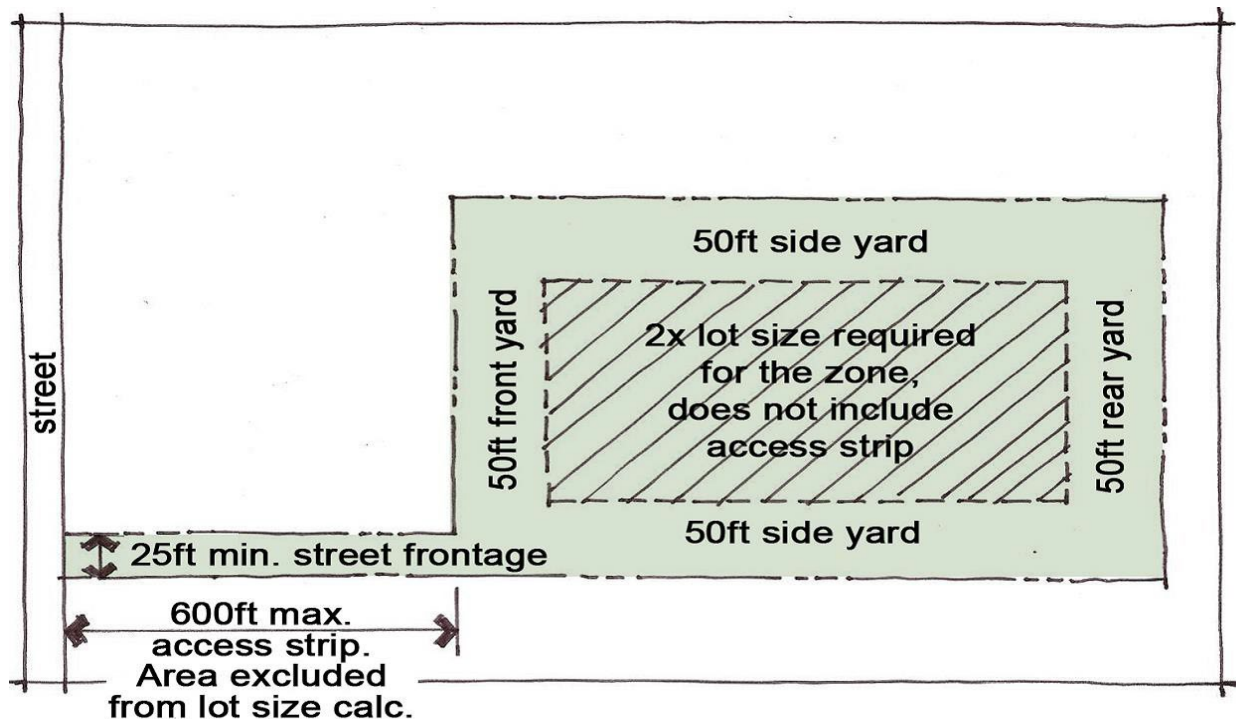 street
50ft side yard
50ft front yard
2x lot size required
for the zone,
does not include
access strip
50ft rear yard
50ft side yard
25ft min. street frontage
600ft max.
access strip.
Area excluded
from lot size calc.